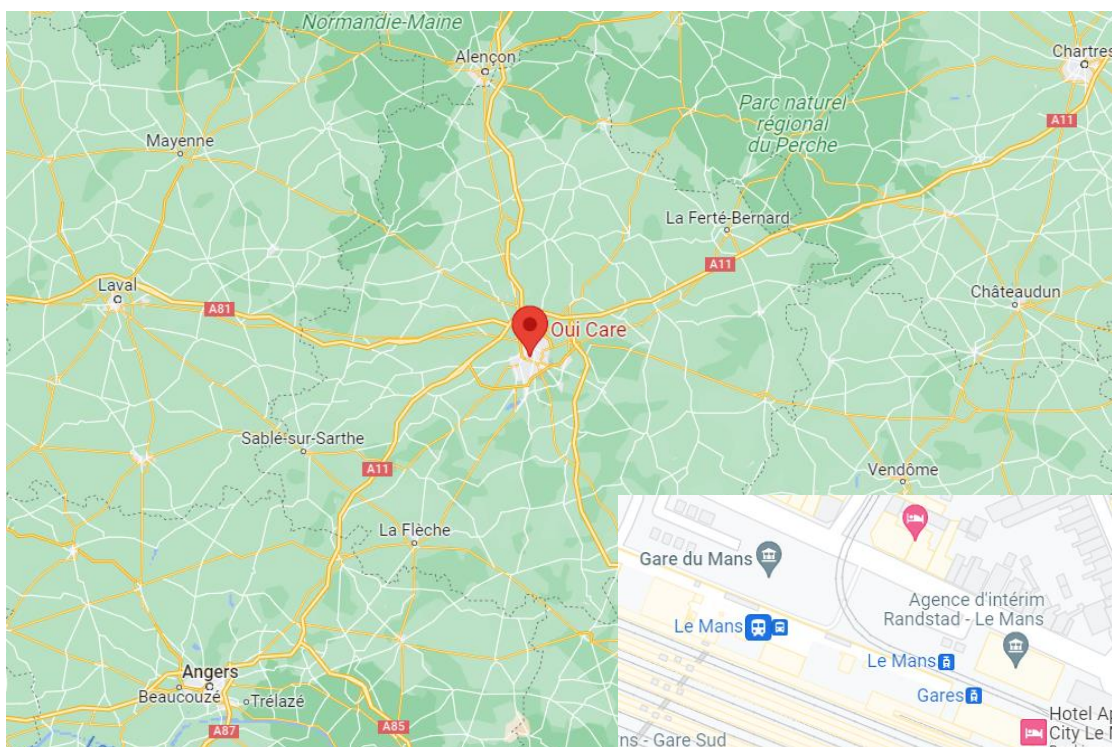 Normandie-Maine
Alençon
Chartres
Parc naturel
régional
du Perche
A11
Mayenne
La Ferté-Bernard
A11
Laval
A81
Châteaudun
Oui Care
Sablé-sur-Sarthe
A11
Vendôme
La Flèche
Angers
Beaucouzé
Trélazé
A87
A85
Gare du Mans
Le Mans
Agence d'intérim
Randstad - Le Mans
Le Mans
Gares
Hotel Ap
City Le
ns - Gare Sud